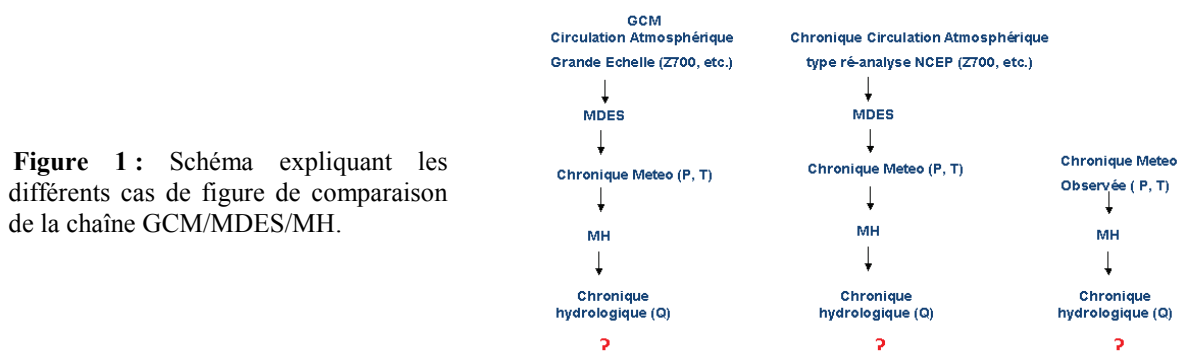 Figure 1 : Schéma expliquant les
différents cas de figure de comparaison
de la chaîne GCM/MDES/MH.
GCM
Circulation Atmosphérique
Grande Echelle (Z700, etc.)
MDES
Chronique Meteo (P, T)
MH
Chronique
hydrologique (Q)
?
Chronique Circulation Atmosphérique
type ré-analyse NCEP (Z700, etc.)
MDES
Chronique Meteo (P, T)
MH
Chronique
hydrologique (Q)
?
Chronique Meteo
Observée ( P, T)
MH
Chronique
hydrologique (Q)
?